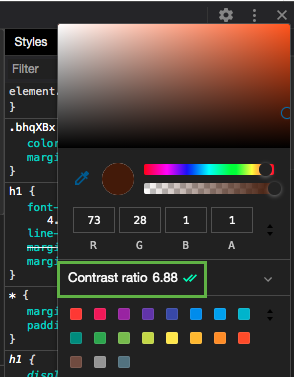 Styles
Filter
element.
}
.bhqXBx
color
margi
}
h1 {
font-
4.
line-
margi
margi
}
* {
margi
paddi
}
h1 {
displ
73 28 1 1
R G B A
Contrast ratio 6.88